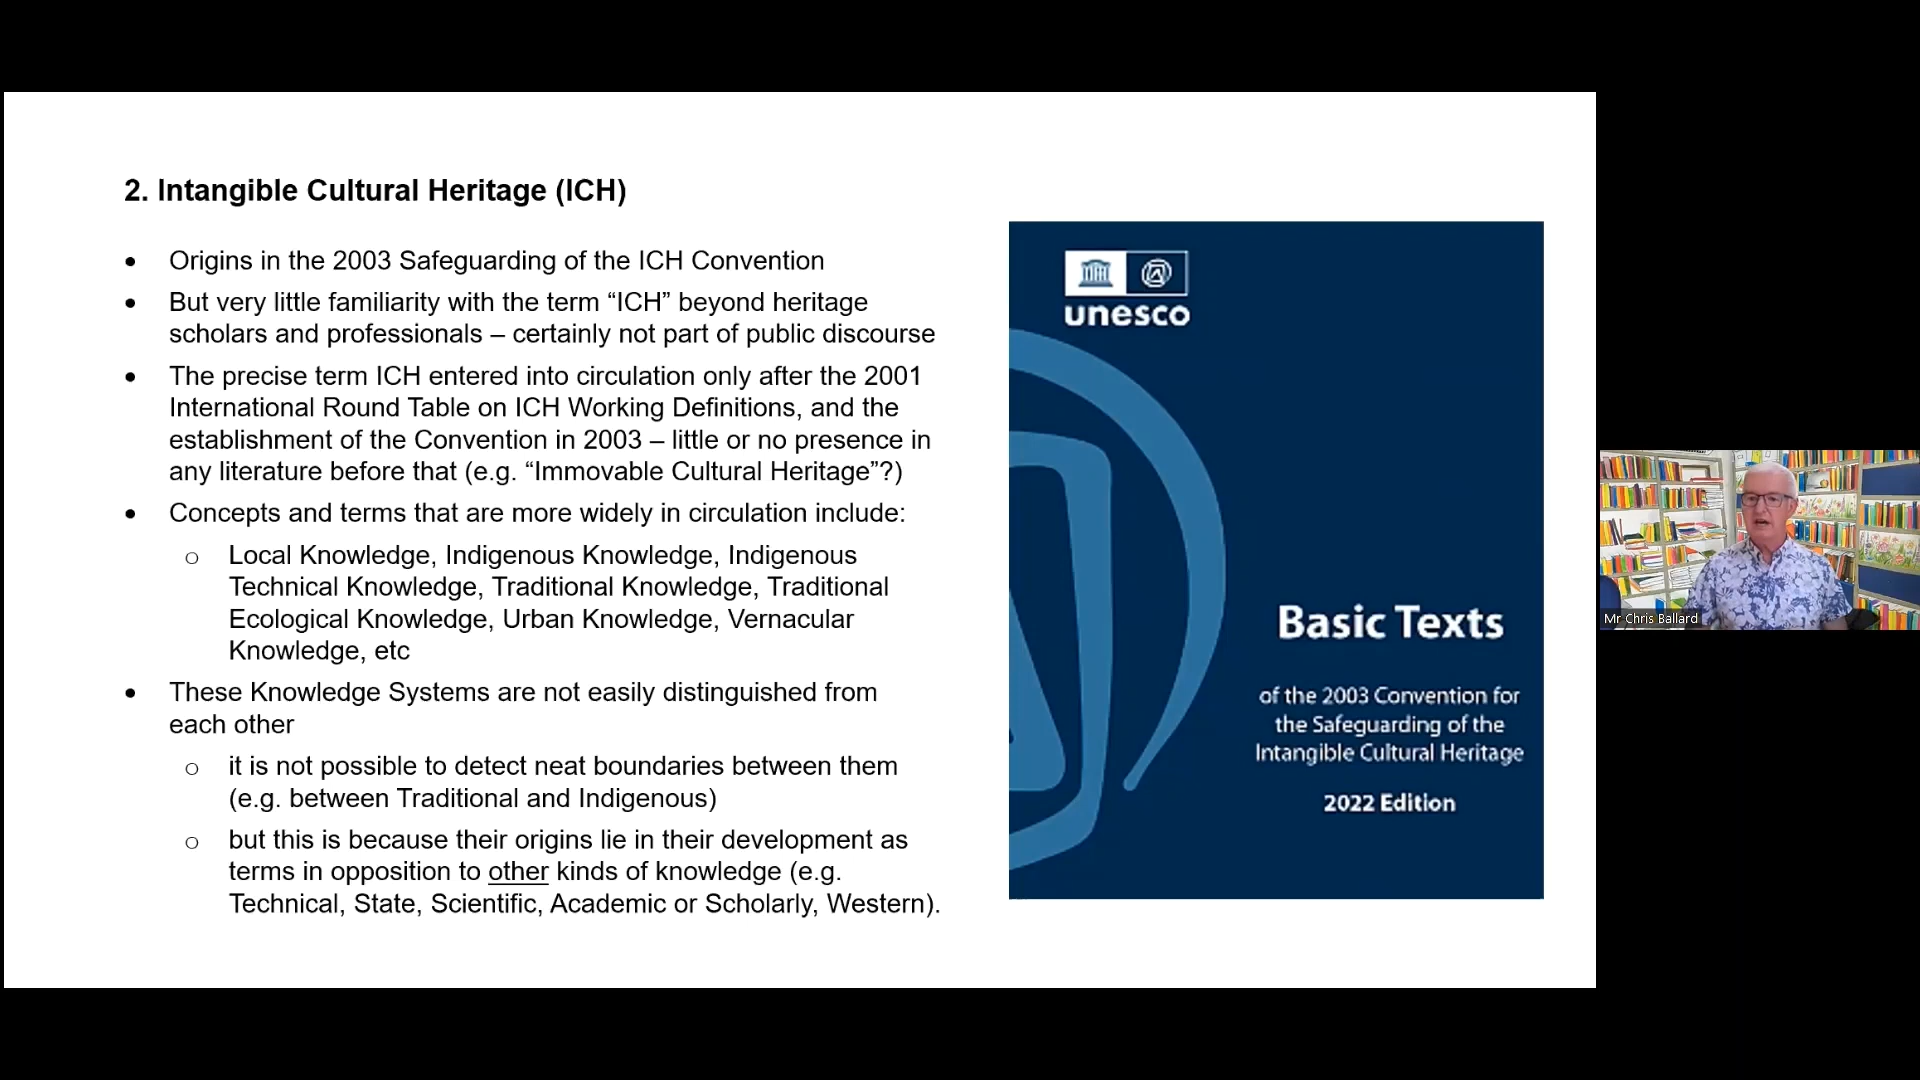 2. Intangible Cultural Heritage (ICH)
• Origins in the 2003 Safeguarding of the ICH Convention
• But very little familiarity with the term “ICH” beyond heritage
scholars and professionals – certainly not part of public discourse
• The precise term ICH entered into circulation only after the 2001
International Round Table on ICH Working Definitions, and the
establishment of the Convention in 2003 – little or no presence in
any literature before that (e.g. “Immovable Cultural Heritage”?)
• Concepts and terms that are more widely in circulation include:
o Local Knowledge, Indigenous Knowledge, Indigenous
Technical Knowledge, Traditional Knowledge, Traditional
Ecological Knowledge, Urban Knowledge, Vernacular
Knowledge, etc
• These Knowledge Systems are not easily distinguished from
each other
o it is not possible to detect neat boundaries between them
(e.g. between Traditional and Indigenous)
o but this is because their origins lie in their development as
terms in opposition to other kinds of knowledge (e.g.
Technical, State, Scientific, Academic or Scholarly, Western).
unesco
Basic Texts
of the 2003 Convention for
the Safeguarding of the
Intangible Cultural Heritage
2022 Edition
Mr Chris Ballard